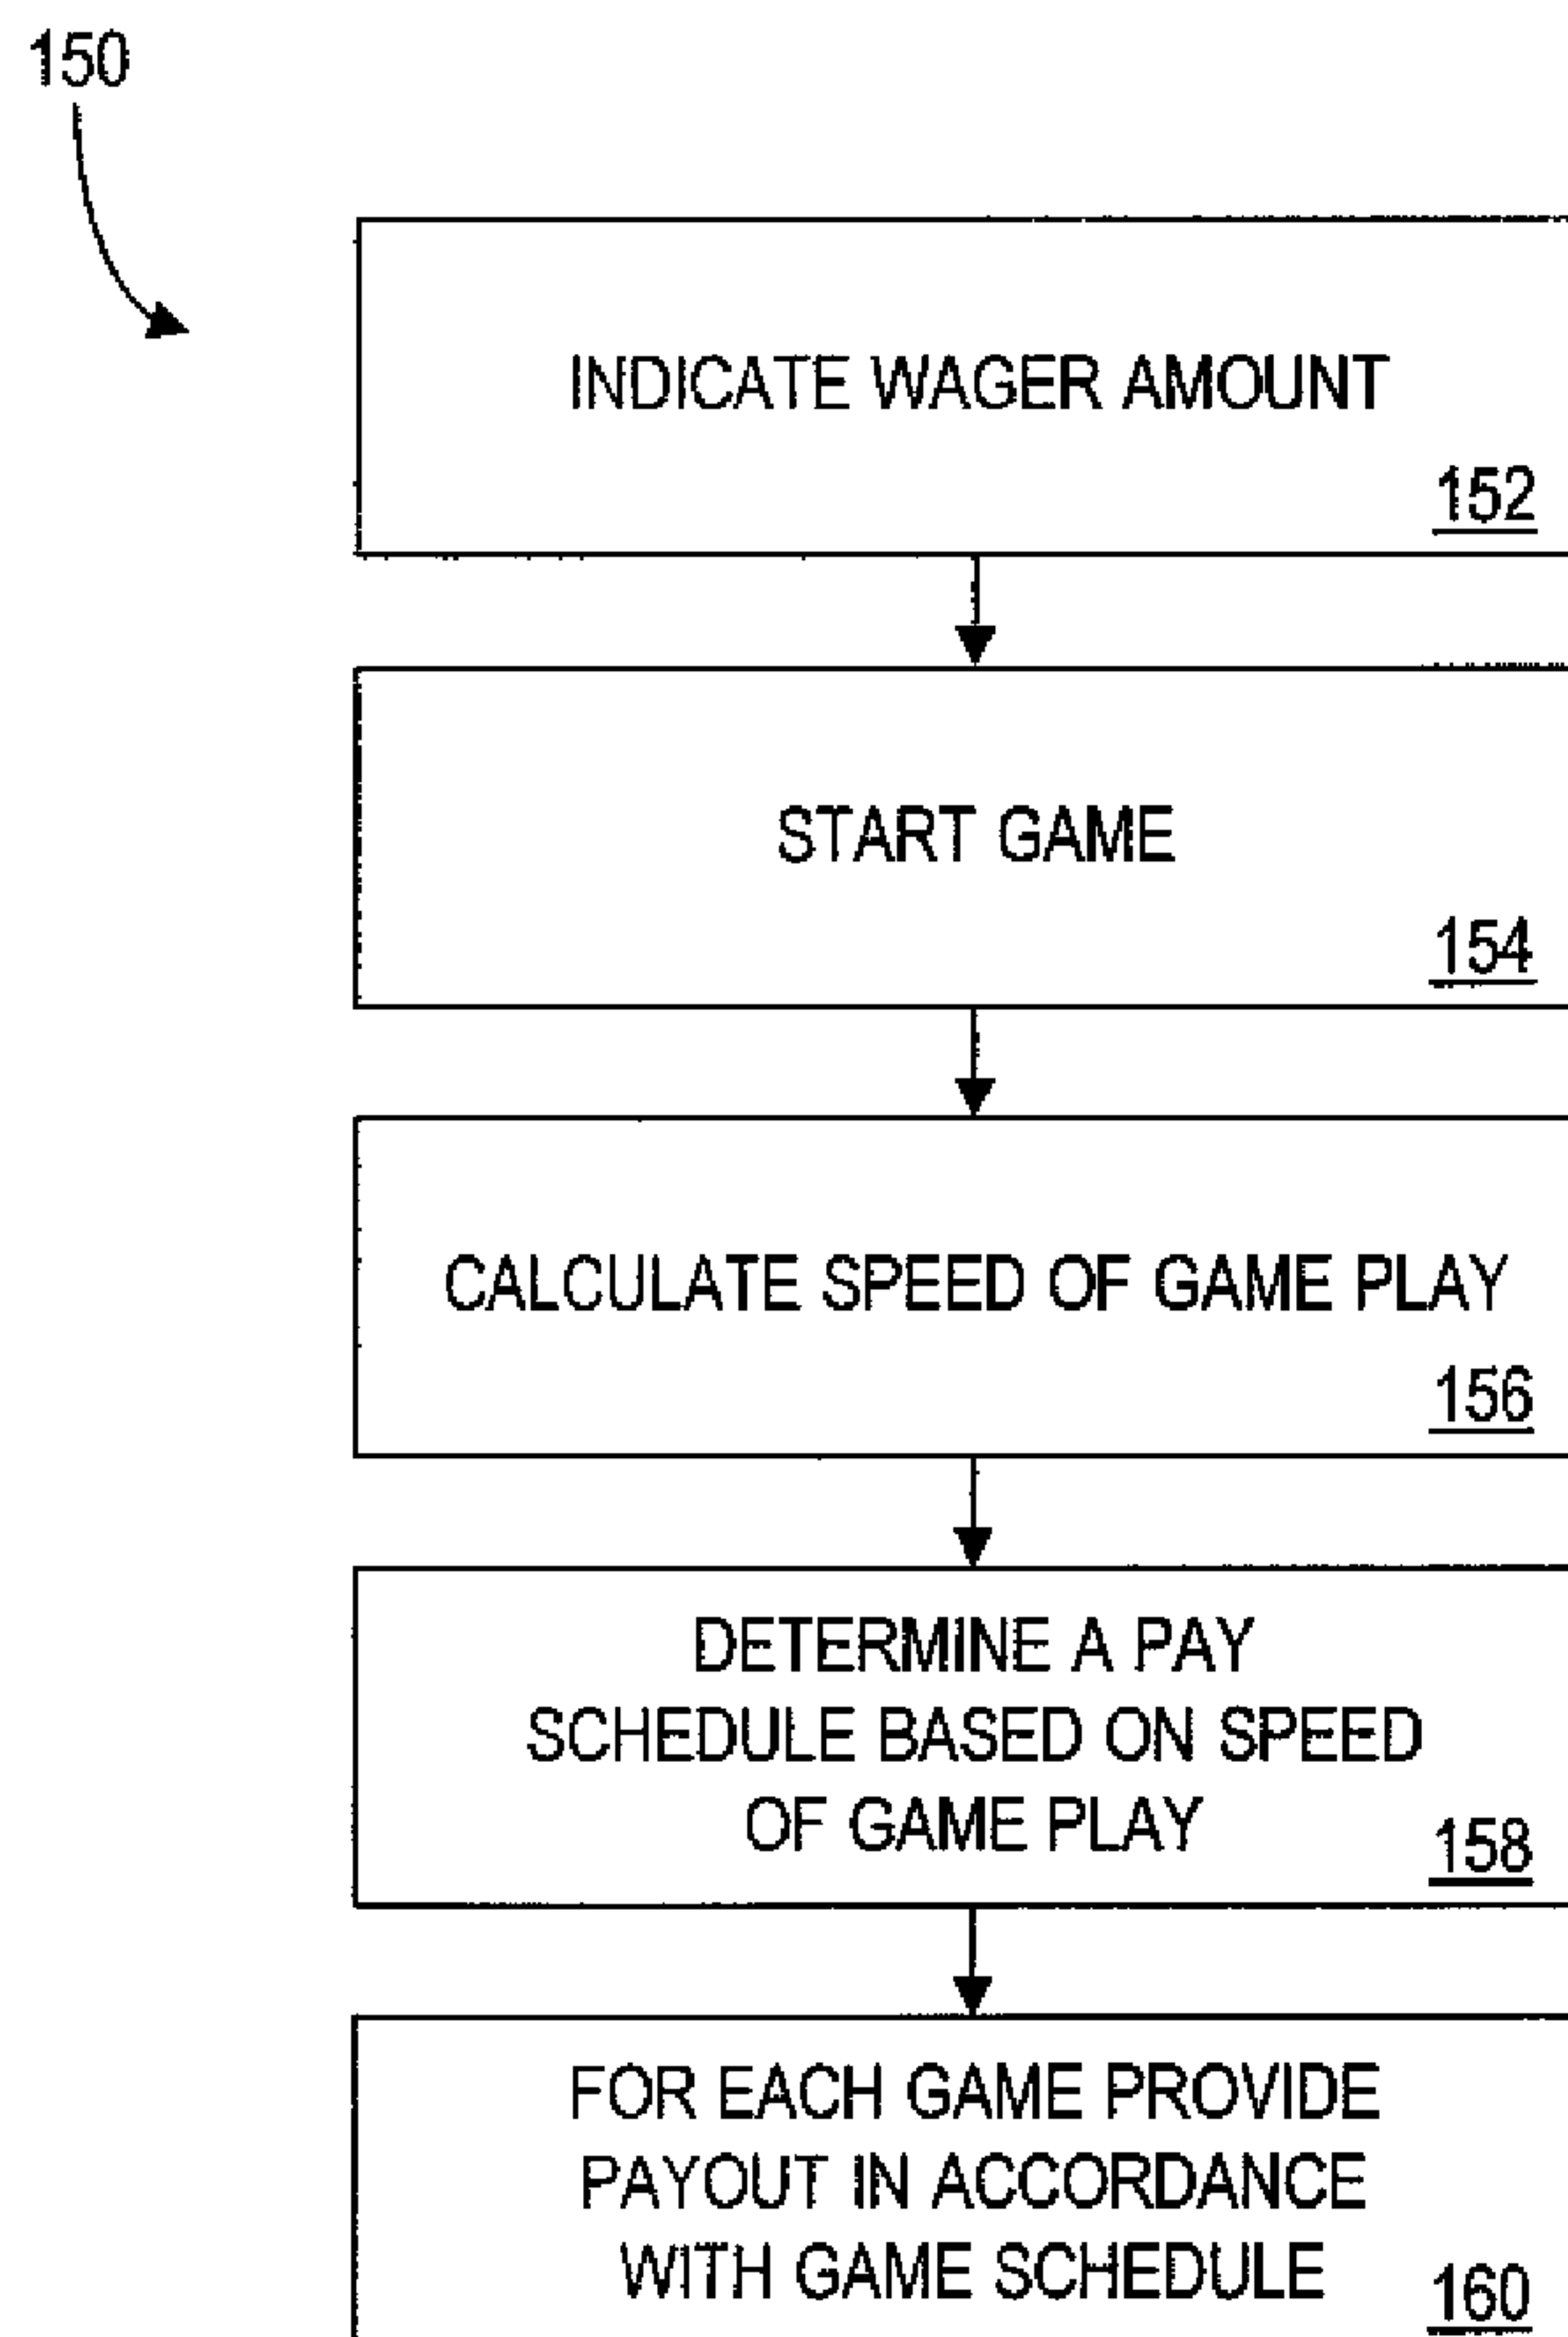 150
INDICATE WAGER AMOUNT
152
START GAME
154
CALCULATE SPEED OF GAME PLAY
156
DETERMINE A PAY
SCHEDULE BASED ON SPEED
OF GAME PLAY
158
FOR EACH GAME PROVIDE
PAYOUT IN ACCORDANCE
WITH GAME SCHEDULE
160